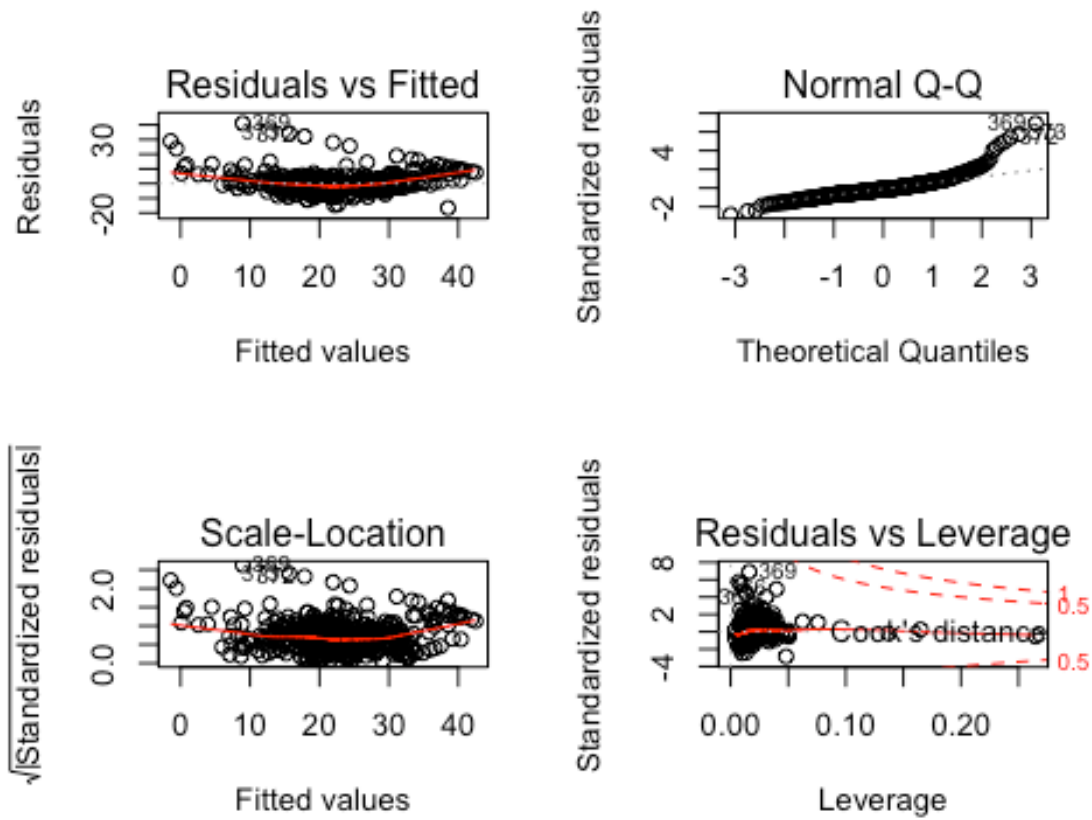 Residuals vs Fitted
Residuals
30
-20
369
0 10 20 30 40
Fitted values
Normal Q-Q
Standardized residuals
4
-2
369
-3 -1 0 1 2 3
Theoretical Quantiles
Scale-Location
√|Standardized residuals|
2.0
0.0
369
0 10 20 30 40
Fitted values
Residuals vs Leverage
Standardized residuals
8
2
-4
369
Cook's distance
1
0.5
0.5
0.00 0.10 0.20
Leverage